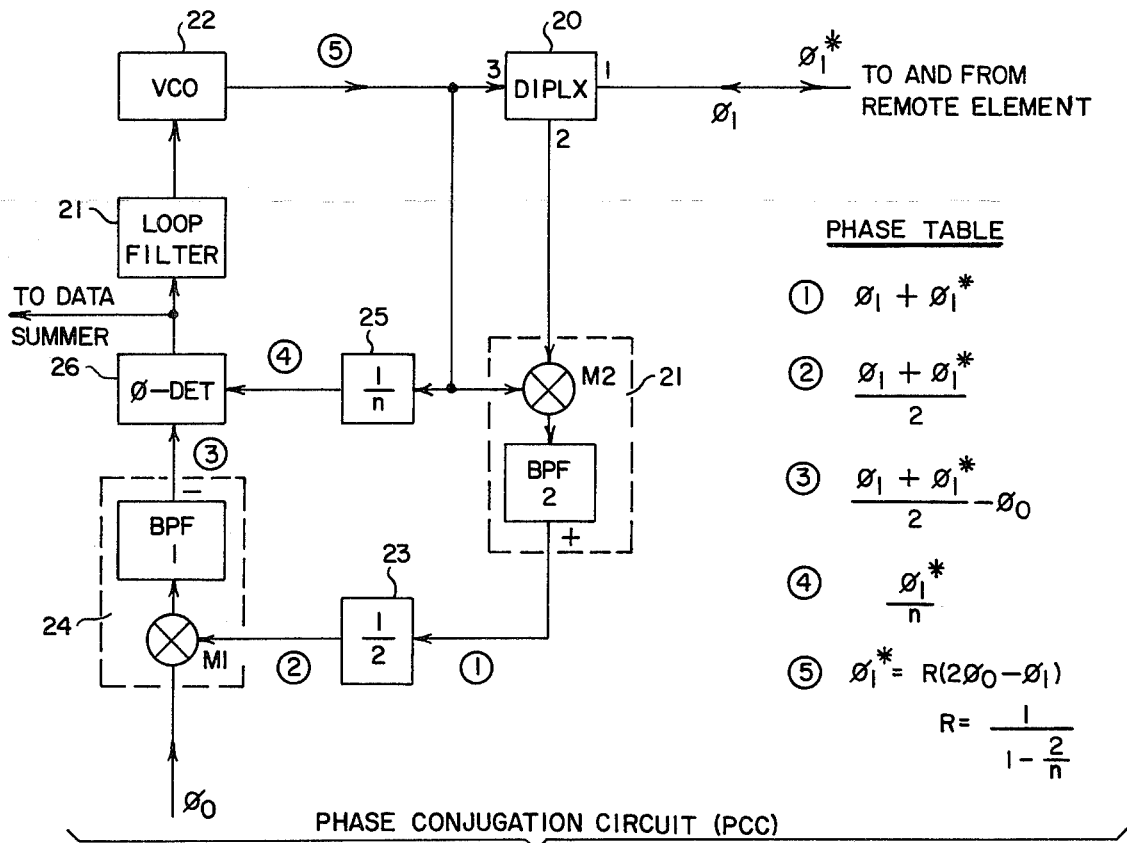 22
VCO
⑤
20
3 DIPLX 1
2
Ø₁*
Ø₁
TO AND FROM
REMOTE ELEMENT
21
LOOP
FILTER
TO DATA
SUMMER
26
Ø-DET
④
25
1/n
M2
21
BPF
2
+
③
−
BPF
1
24
M1
②
23
1/2
①
Ø₀
PHASE TABLE
① Ø₁ + Ø₁*
② (Ø₁ + Ø₁*)/2
③ (Ø₁ + Ø₁*)/2 − Ø₀
④ Ø₁*/n
⑤ Ø₁* = R(2Ø₀−Ø₁)
R = 1/(1 − 2/n)
PHASE CONJUGATION CIRCUIT (PCC)